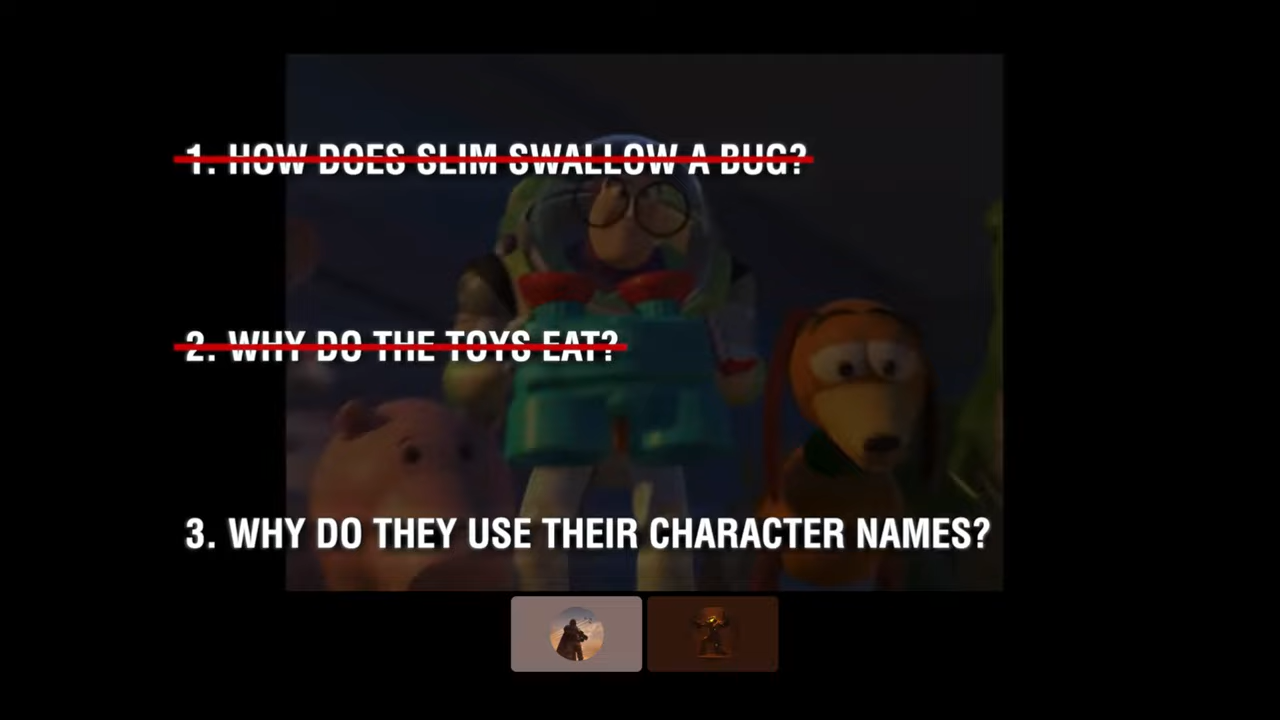 1. HOW DOES SLIM SWALLOW A BUG?
2. WHY DO THE TOYS EAT?
3. WHY DO THEY USE THEIR CHARACTER NAMES?